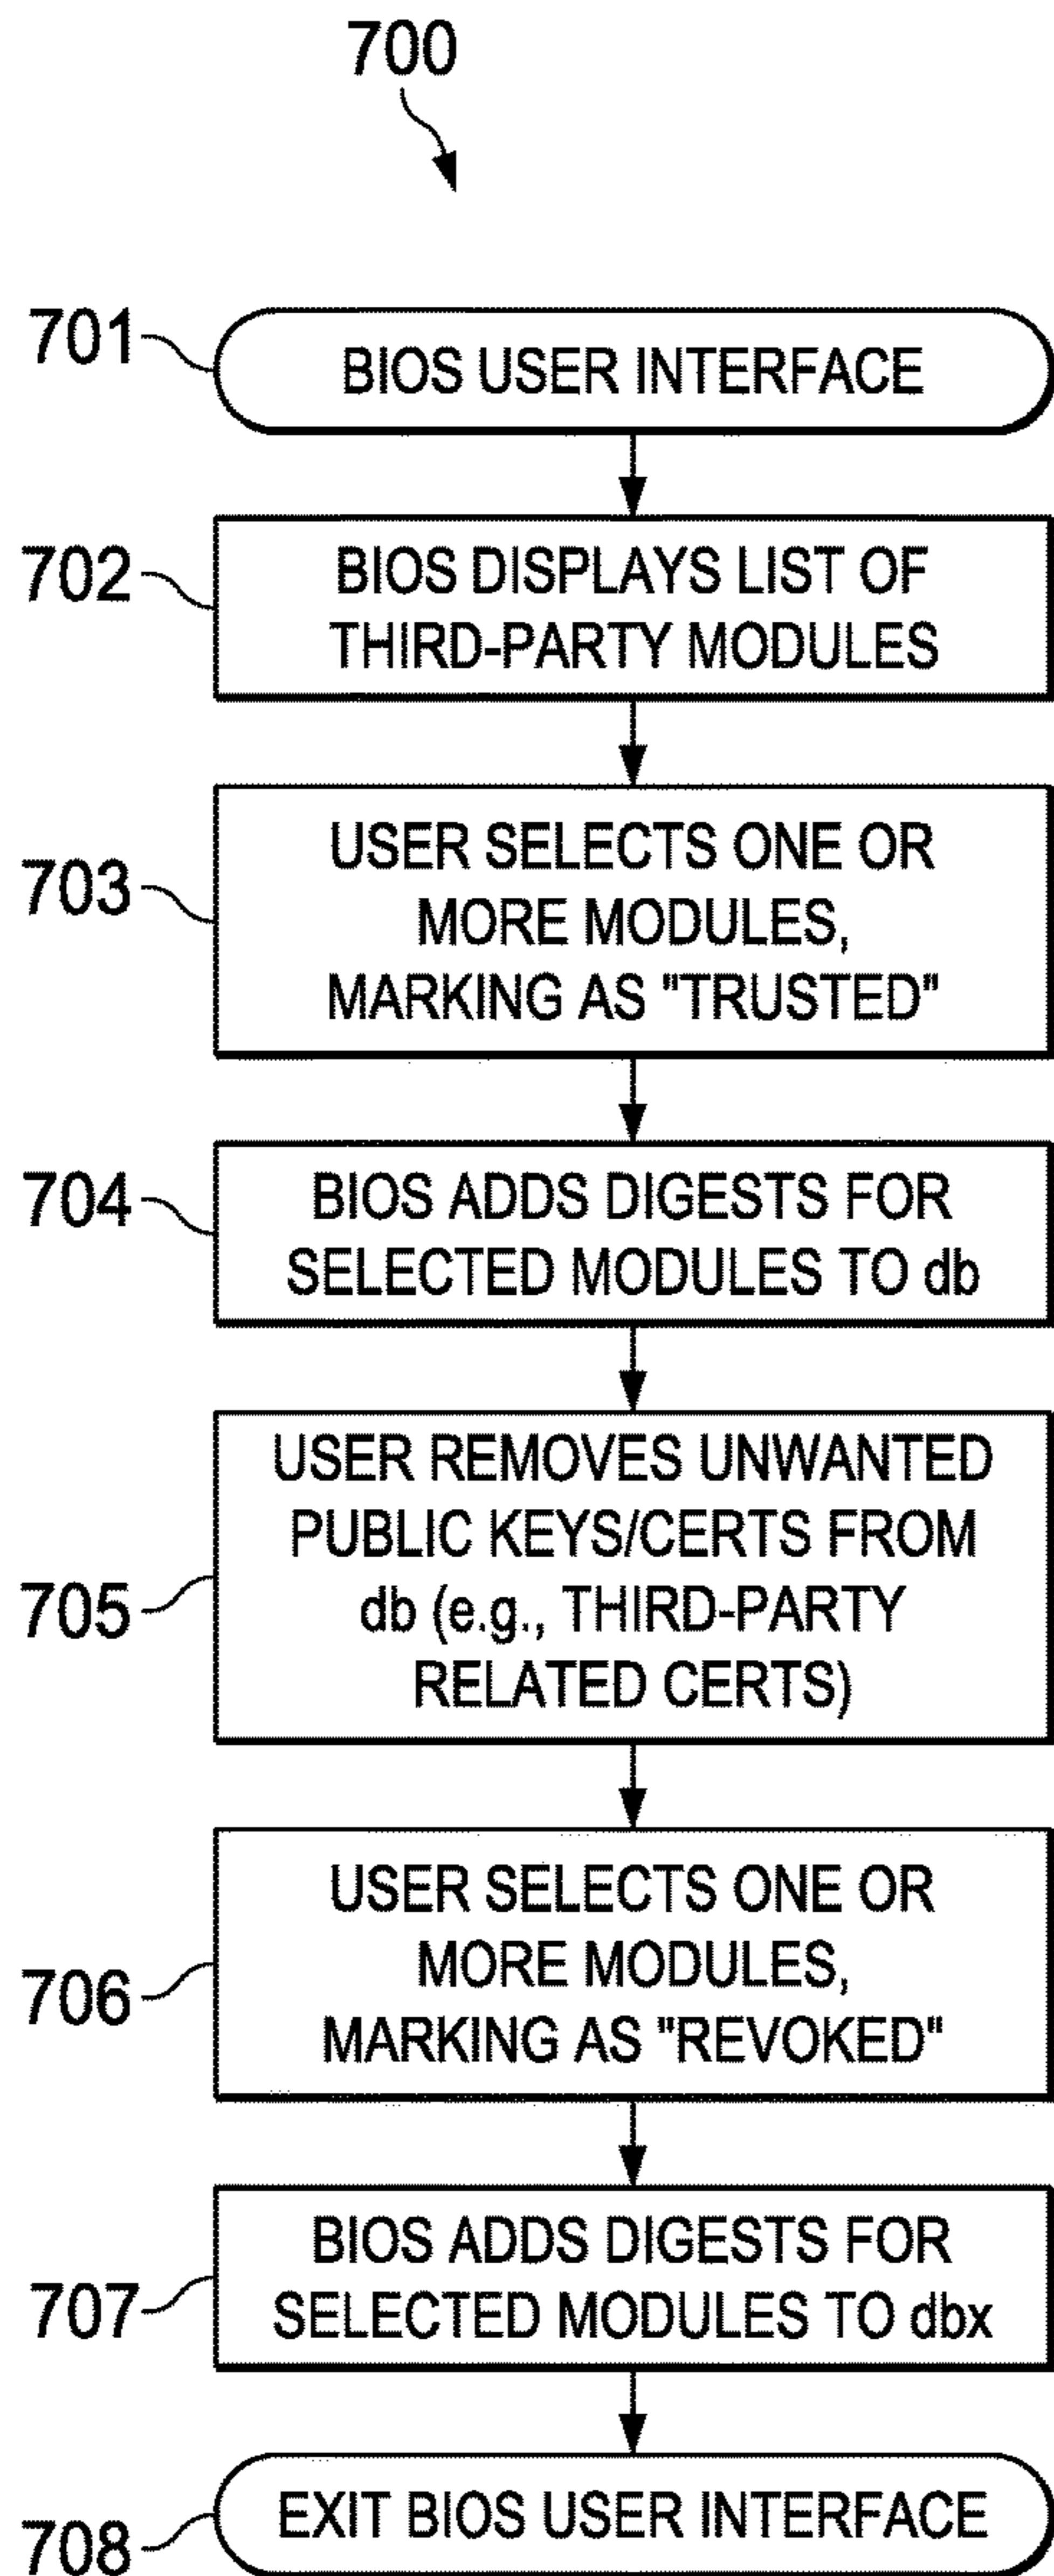 700
701
BIOS USER INTERFACE
702
BIOS DISPLAYS LIST OF
THIRD-PARTY MODULES
703
USER SELECTS ONE OR
MORE MODULES,
MARKING AS "TRUSTED"
704
BIOS ADDS DIGESTS FOR
SELECTED MODULES TO db
705
USER REMOVES UNWANTED
PUBLIC KEYS/CERTS FROM
db (e.g., THIRD-PARTY
RELATED CERTS)
706
USER SELECTS ONE OR
MORE MODULES,
MARKING AS "REVOKED"
707
BIOS ADDS DIGESTS FOR
SELECTED MODULES TO dbx
708
EXIT BIOS USER INTERFACE